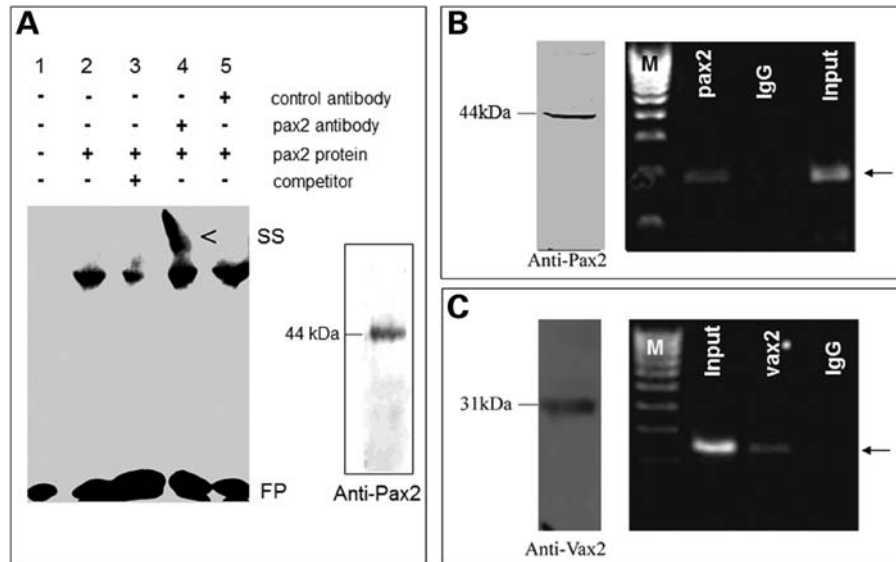 A
1 2 3 4 5
- - - - + control antibody
- - - + - pax2 antibody
- + + + + pax2 protein
- - + - - competitor
< SS
44 kDa
FP
Anti-Pax2
B
44kDa
Anti-Pax2
M pax2 IgG Input
C
31kDa
Anti-Vax2
M Input vax2 IgG